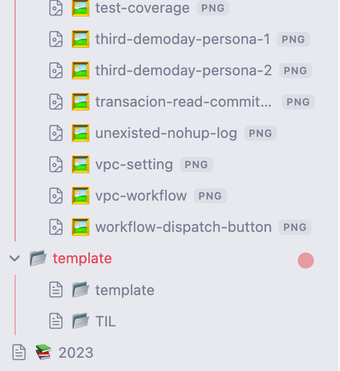 test-coverage PNG
third-demoday-persona-1 PNG
third-demoday-persona-2 PNG
transacion-read-commit... PNG
unexisted-nohup-log PNG
vpc-setting PNG
vpc-workflow PNG
workflow-dispatch-button PNG
template
template
TIL
2023